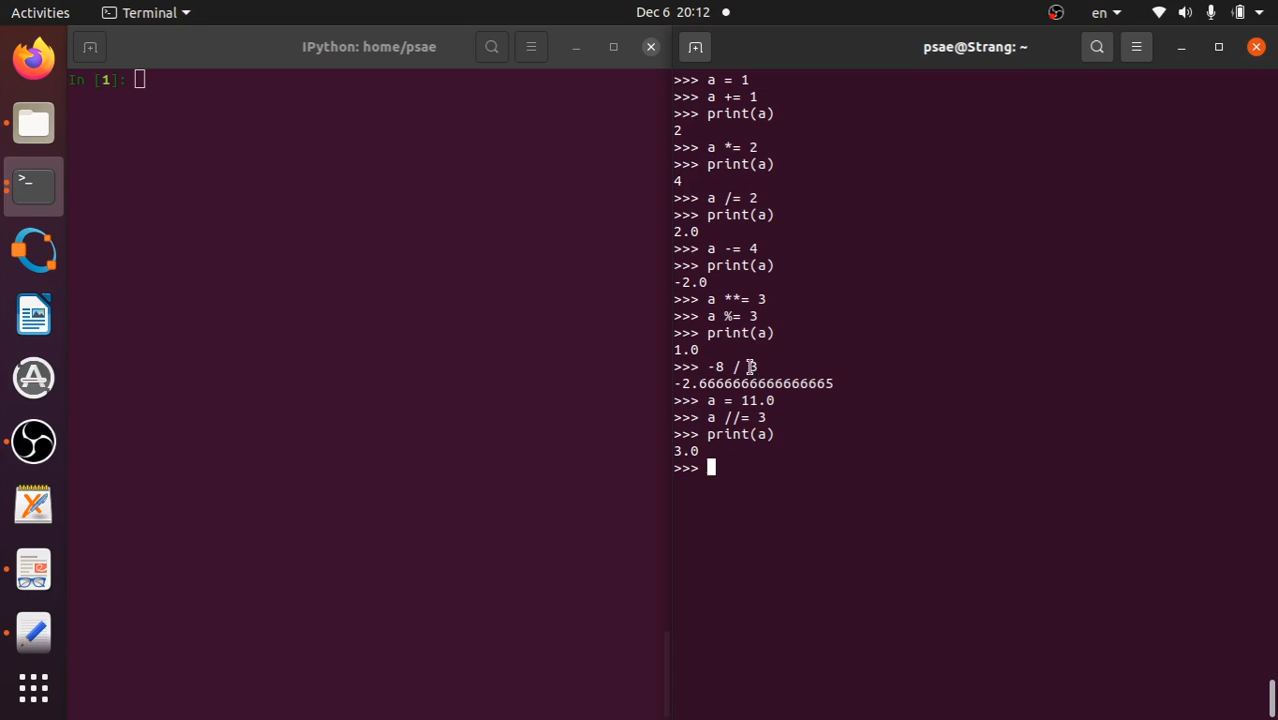 Activities
Terminal
Dec 6 20:12
en
IPython: home/psae
In [1]:
psae@Strang: ~
>>> a = 1
>>> a += 1
>>> print(a)
2
>>> a *= 2
>>> print(a)
4
>>> a /= 2
>>> print(a)
2.0
>>> a -= 4
>>> print(a)
-2.0
>>> a **= 3
>>> a %= 3
>>> print(a)
1.0
>>> -8 / 3
-2.6666666666666665
>>> a = 11.0
>>> a //= 3
>>> print(a)
3.0
>>>